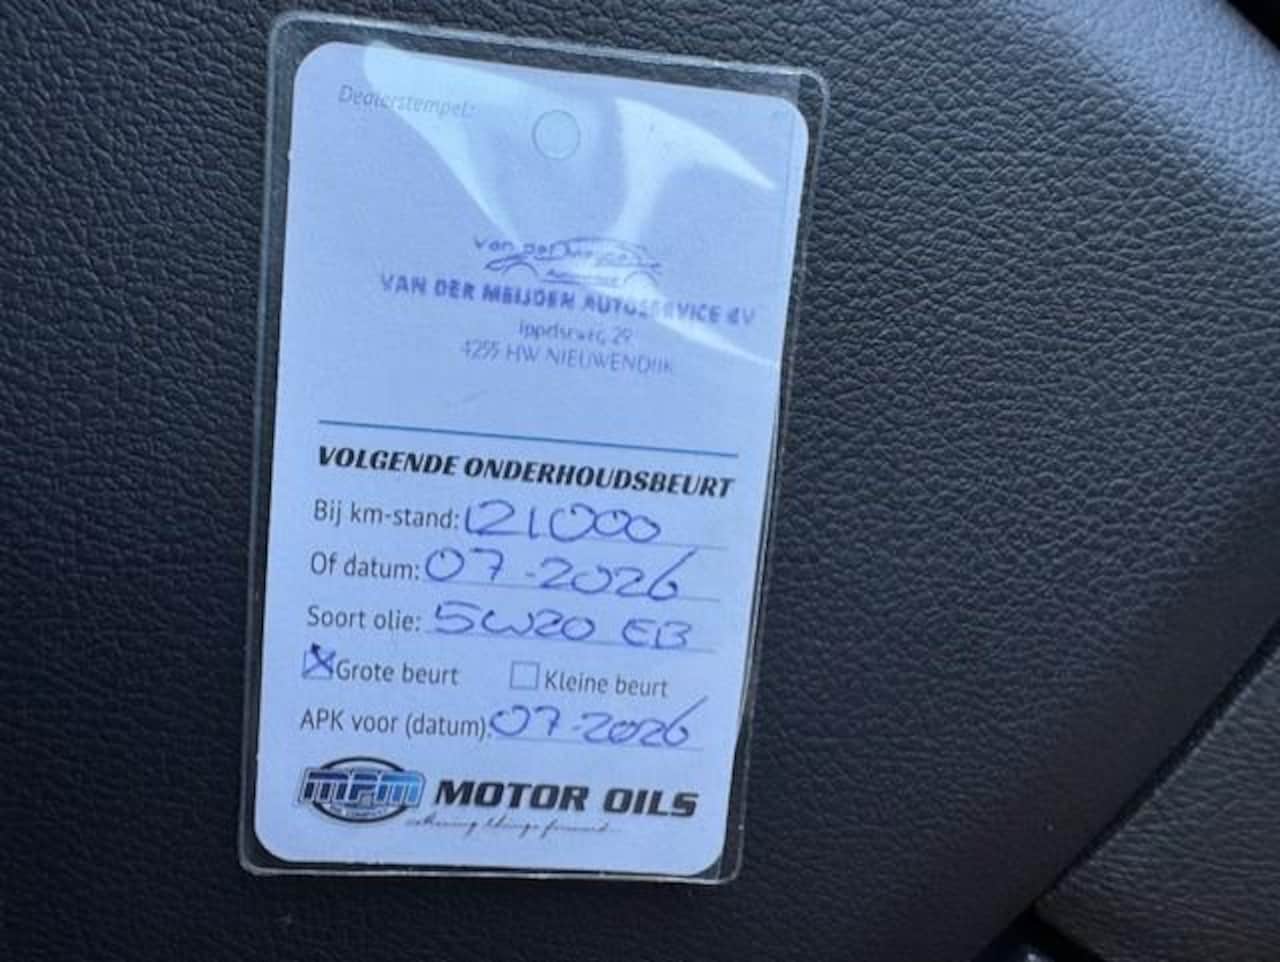 Dealerstempel:
VAN DER MEIJDEN AUTOSERVICE BV
29
4255 HW NIEUWENDIJK
VOLGENDE ONDERHOUDSBEURT
Bij km-stand: 121000
Of datum: 07-2026
Soort olie: 5W20 EB
Grote beurt Kleine beurt
APK voor (datum): 07-2026
MPM MOTOR OILS